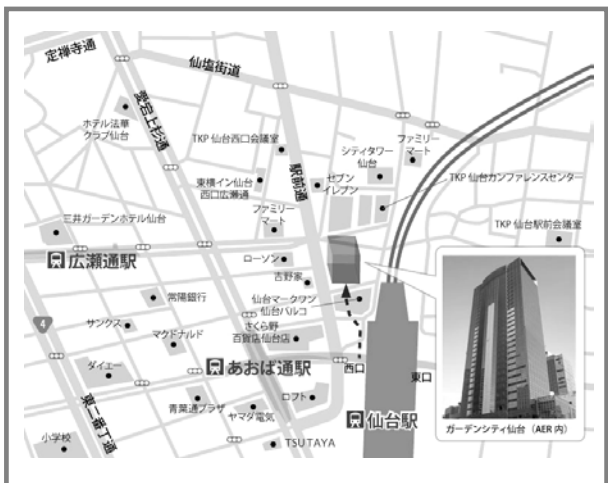 定禅寺通
仙塩街道
愛宕上杉通
ホテル法華
クラブ仙台
TKP 仙台西口会議室
駅前通
シティタワー
仙台
ファミリー
マート
セブン
イレブン
東横イン仙台
西口広瀬通
TKP 仙台カンファレンスセンター
ファミリー
マート
三井ガーデンホテル仙台
TKP 仙台駅前会議室
広瀬通駅
ローソン
吉野家
常陽銀行
仙台マークワン
仙台パルコ
4
サンクス
マクドナルド
さくら野
百貨店仙台店
ダイエー
あおば通駅
西口
東口
東二番丁通
青葉通プラザ
ヤマダ電気
ロフト
仙台駅
小学校
TSUTAYA
ガーデンシティ仙台（AER 内）